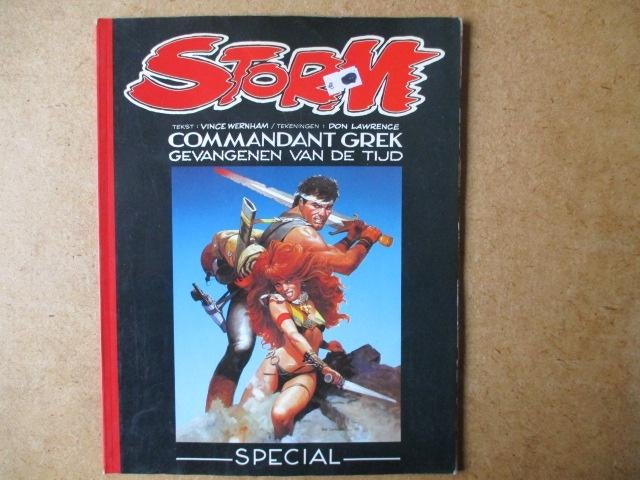 STORM
TEKST : VINCE WERNHAM / TEKENINGEN : DON LAWRENCE
COMMANDANT GREK
GEVANGENEN VAN DE TIJD
SPECIAL